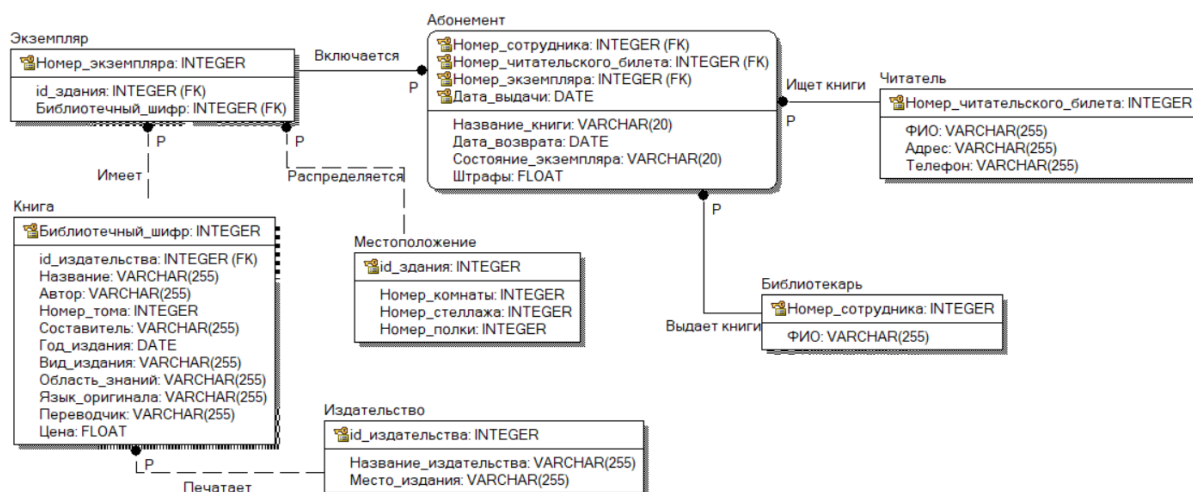 Экземпляр
Номер_экземпляра: INTEGER
id_здания: INTEGER (FK)
Библиотечный_шифр: INTEGER (FK)
Включается
P
Абонемент
Номер_сотрудника: INTEGER (FK)
Номер_читательского_билета: INTEGER (FK)
Номер_экземпляра: INTEGER (FK)
Дата_выдачи: DATE
Название_книги: VARCHAR(20)
Дата_возврата: DATE
Состояние_экземпляра: VARCHAR(20)
Штрафы: FLOAT
Ищет книги
P
Читатель
Номер_читательского_билета: INTEGER
ФИО: VARCHAR(255)
Адрес: VARCHAR(255)
Телефон: VARCHAR(255)
P
Имеет
P
Распределяется
Книга
Библиотечный_шифр: INTEGER
id_издательства: INTEGER (FK)
Название: VARCHAR(255)
Автор: VARCHAR(255)
Номер_тома: INTEGER
Составитель: VARCHAR(255)
Год_издания: DATE
Вид_издания: VARCHAR(255)
Область_знаний: VARCHAR(255)
Язык_оригинала: VARCHAR(255)
Переводчик: VARCHAR(255)
Цена: FLOAT
Местоположение
id_здания: INTEGER
Номер_комнаты: INTEGER
Номер_стеллажа: INTEGER
Номер_полки: INTEGER
P
Выдает книги
Библиотекарь
Номер_сотрудника: INTEGER
ФИО: VARCHAR(255)
P
Печатает
Издательство
id_издательства: INTEGER
Название_издательства: VARCHAR(255)
Место_издания: VARCHAR(255)